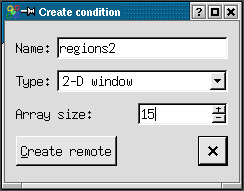 Create condition
Name: regions2
Type: 2-D window
Array size: 15
Create remote